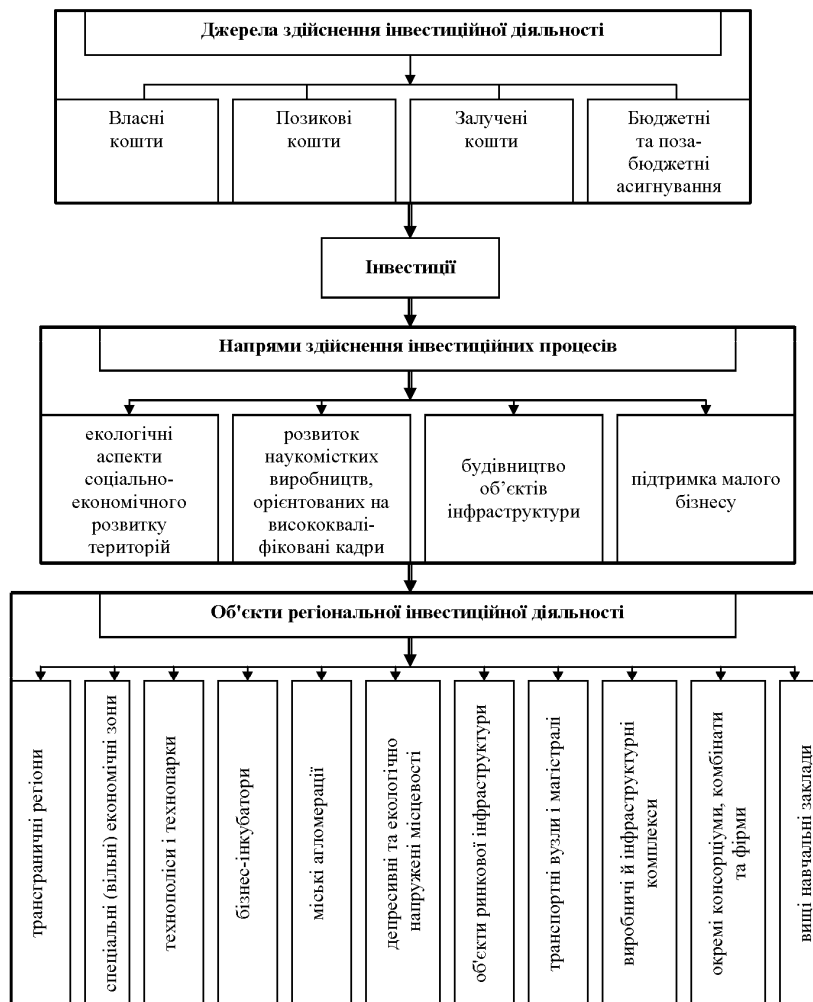 Джерела здійснення інвестиційної діяльності
Власні
кошти
Позикові
кошти
Залучені
кошти
Бюджетні
та поза-
бюджетні
асигнування
Інвестиції
Напрями здійснення інвестиційних процесів
екологічні
аспекти
соціально-
економічного
розвитку
територій
розвиток
наукомістких
виробництв,
орієнтованих на
висококвалі-
фіковані кадри
будівництво
об’єктів
інфраструктури
підтримка малого
бізнесу
Об'єкти регіональної інвестиційної діяльності
трансграничні регіони
спеціальні (вільні) економічні зони
технополіси і технопарки
бізнес-інкубатори
міські агломерації
депресивні та екологічно
напружені місцевості
об'єкти ринкової інфраструктури
транспортні вузли і магістралі
виробничі й інфраструктурні
комплекси
окремі консорціуми, комбінати
та фірми
вищі навчальні заклади